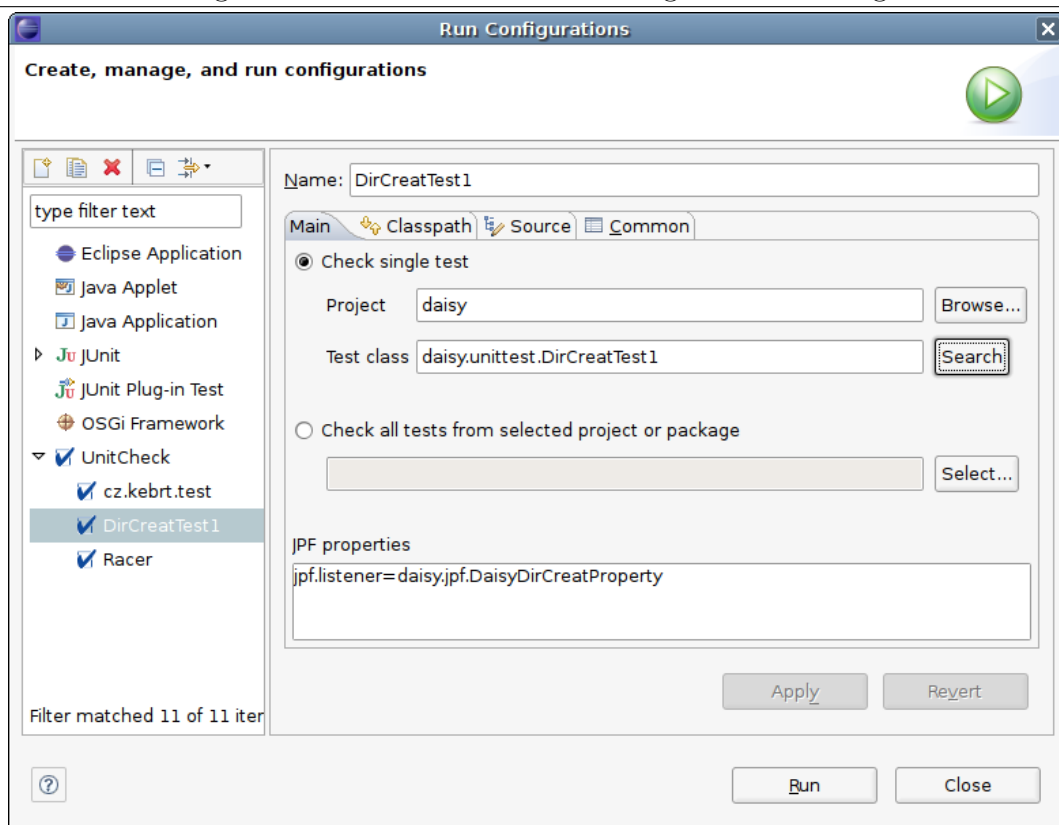 Run Configurations
Create, manage, and run configurations
type filter text
Eclipse Application
Java Applet
Java Application
JUnit
JUnit Plug-in Test
OSGi Framework
UnitCheck
cz.kebrt.test
DirCreatTest1
Racer
Filter matched 11 of 11 iter
Name: DirCreatTest1
Main Classpath Source Common
Check single test
Project daisy Browse...
Test class daisy.unittest.DirCreatTest1 Search
Check all tests from selected project or package
Select...
JPF properties
jpf.listener=daisy.jpf.DaisyDirCreatProperty
Apply Revert
Run Close